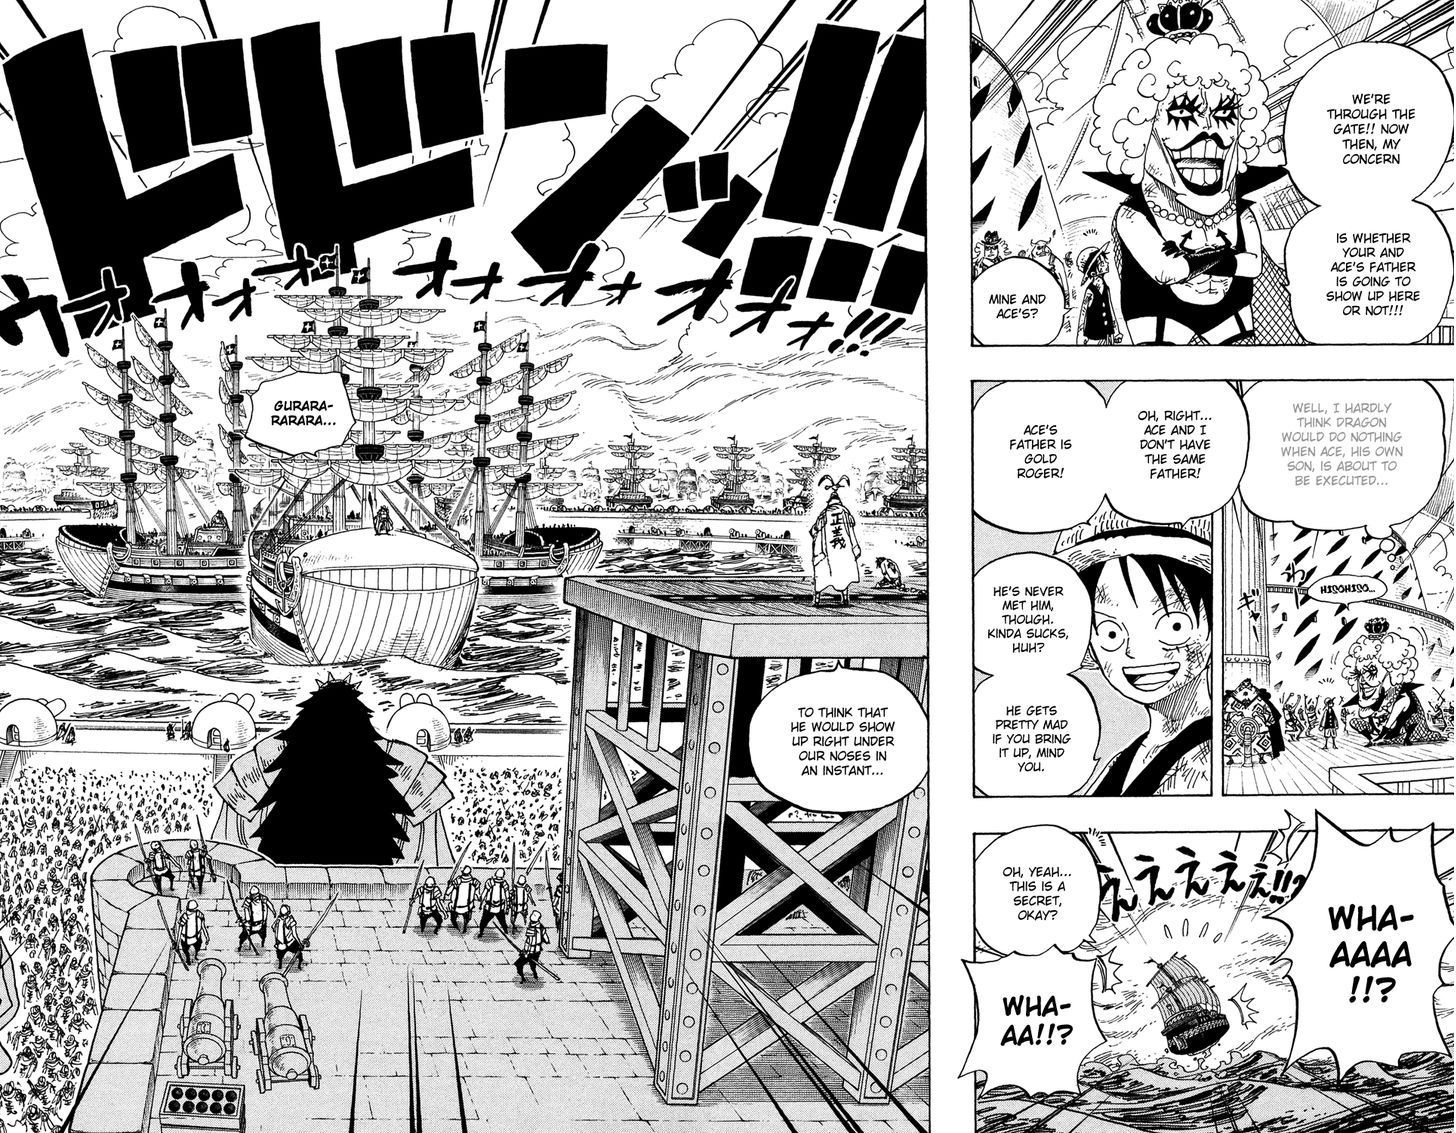 WE'RE
THROUGH THE
GATE!! NOW
THEN, MY
CONCERN
IS WHETHER
YOUR AND
ACE'S FATHER
IS GOING TO
SHOW UP HERE
OR NOT!!!
MINE AND
ACE'S?
WELL, I HARDLY
THINK DRAGON
WOULD DO NOTHING
WHEN ACE, HIS OWN
SON, IS ABOUT TO
BE EXECUTED...
HISOHISO...
OH, RIGHT...
ACE AND I
DON'T HAVE
THE SAME
FATHER!
ACE'S
FATHER IS
GOLD
ROGER!
HE'S NEVER
MET HIM,
THOUGH.
KINDA SUCKS,
HUH?
HE GETS
PRETTY MAD
IF YOU BRING
IT UP, MIND
YOU.
WHA-
AAAA
!!?
えええええ!!?
OH, YEAH...
THIS IS A
SECRET,
OKAY?
WHA-
AA!!?
ドドンッ!!!
ウオオオオオオオオオ!!!
GURARA-
RARARA...
正義
TO THINK THAT
HE WOULD SHOW
UP RIGHT UNDER
OUR NOSES IN
AN INSTANT...